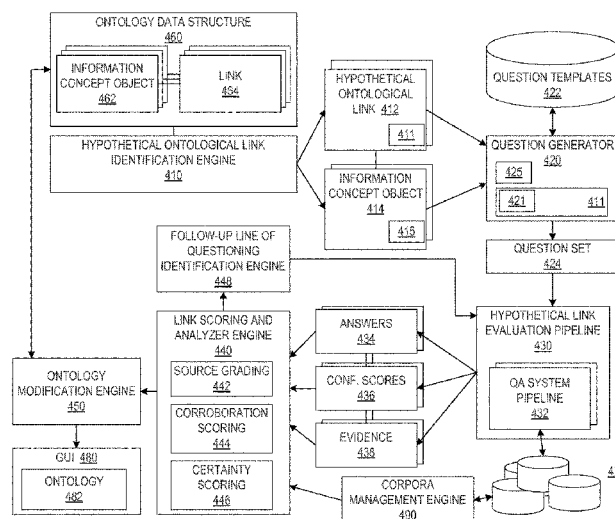 ONTOLOGY DATA STRUCTURE
460
INFORMATION
CONCEPT OBJECT
462
LINK
464
HYPOTHETICAL ONTOLOGICAL LINK
IDENTIFICATION ENGINE
410
HYPOTHETICAL
ONTOLOGICAL
LINK 412
411
INFORMATION
CONCEPT OBJECT
414
415
QUESTION TEMPLATES
422
QUESTION GENERATOR
420
425
421
411
QUESTION SET
424
FOLLOW-UP LINE OF
QUESTIONING
IDENTIFICATION ENGINE
448
LINK SCORING AND
ANALYZER ENGINE
440
SOURCE GRADING
442
CORROBORATION
SCORING
444
CERTAINTY
SCORING
446
ANSWERS
434
CONF. SCORES
436
EVIDENCE
438
HYPOTHETICAL LINK
EVALUATION PIPELINE
430
QA SYSTEM
PIPELINE
432
ONTOLOGY
MODIFICATION ENGINE
450
GUI 480
ONTOLOGY
482
CORPORA
MANAGEMENT ENGINE
490